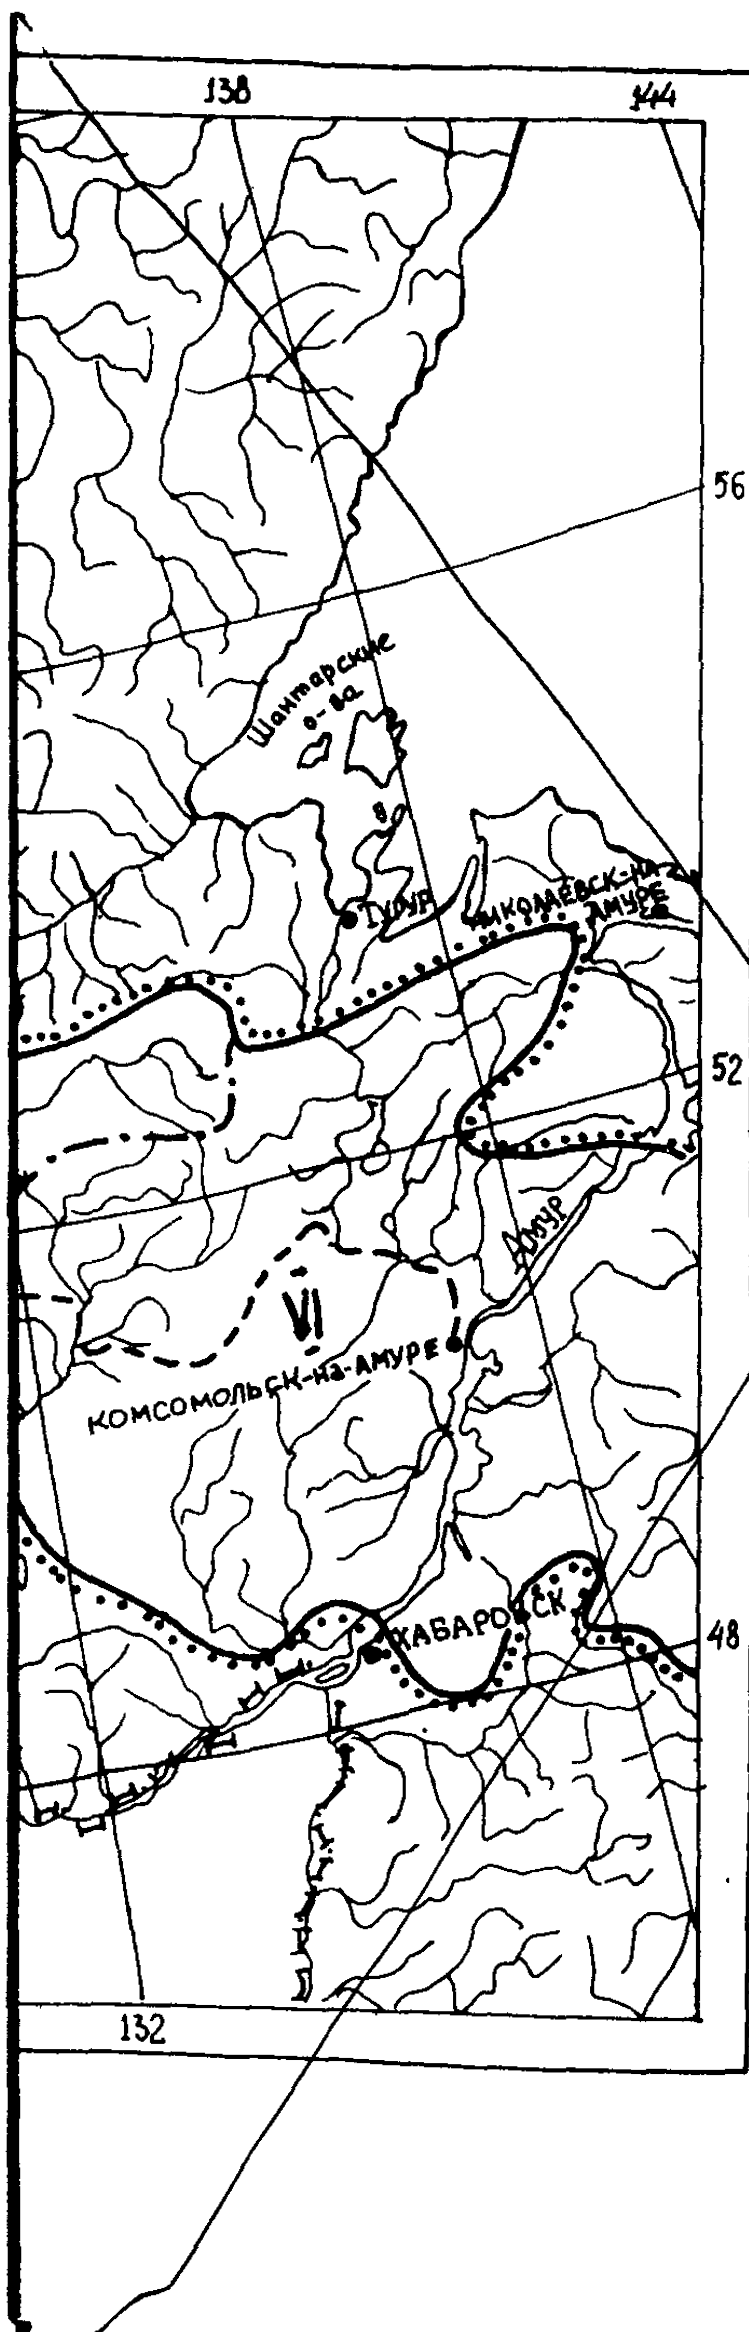 138
144
56
Шантарские
о-ва
Тугур
НИКОЛАЕВСК-НА-
АМУРЕ
52
Амур
VI
КОМСОМОЛЬСК-на-АМУРЕ
ХАБАРОВСК
48
132